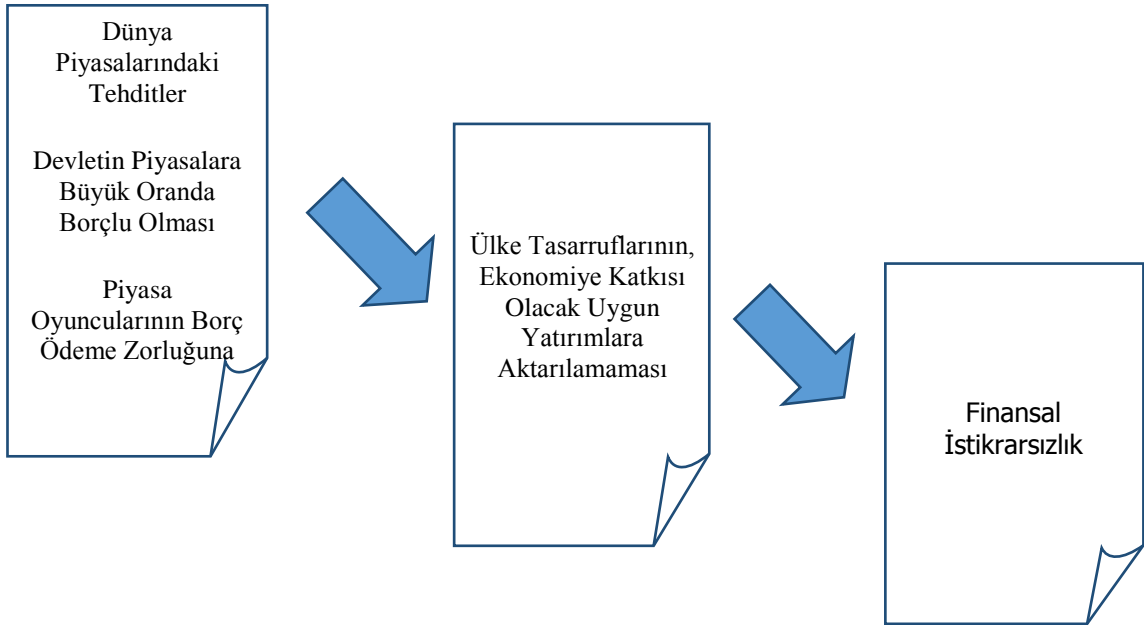 Dünya
Piyasalarındaki
Tehditler
Devletin Piyasalara
Büyük Oranda
Borçlu Olması
Piyasa
Oyuncularının Borç
Ödeme Zorluğuna
Ülke Tasarruflarının,
Ekonomiye Katkısı
Olacak Uygun
Yatırımlara
Aktarılamaması
Finansal
İstikrarsızlık